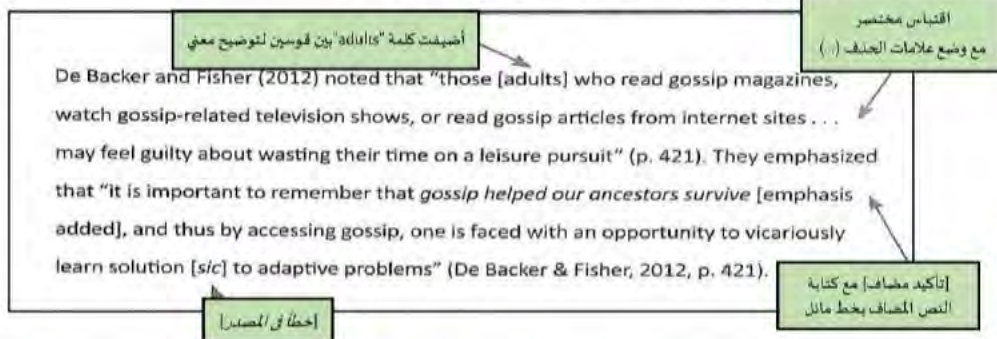 اقتباس مختصر
مع وضع علامات الحذف (..)
أضيفت كلمة "adults" بين قوسين لتوضيح معني
De Backer and Fisher (2012) noted that “those [adults] who read gossip magazines,
watch gossip-related television shows, or read gossip articles from internet sites . . .
may feel guilty about wasting their time on a leisure pursuit” (p. 421). They emphasized
that “it is important to remember that gossip helped our ancestors survive [emphasis
added], and thus by accessing gossip, one is faced with an opportunity to vicariously
learn solution [sic] to adaptive problems” (De Backer & Fisher, 2012, p. 421).
[تأكيد مضاف] مع كتابة
النص المضاف بخط مائل
[خطأ في المصدر]